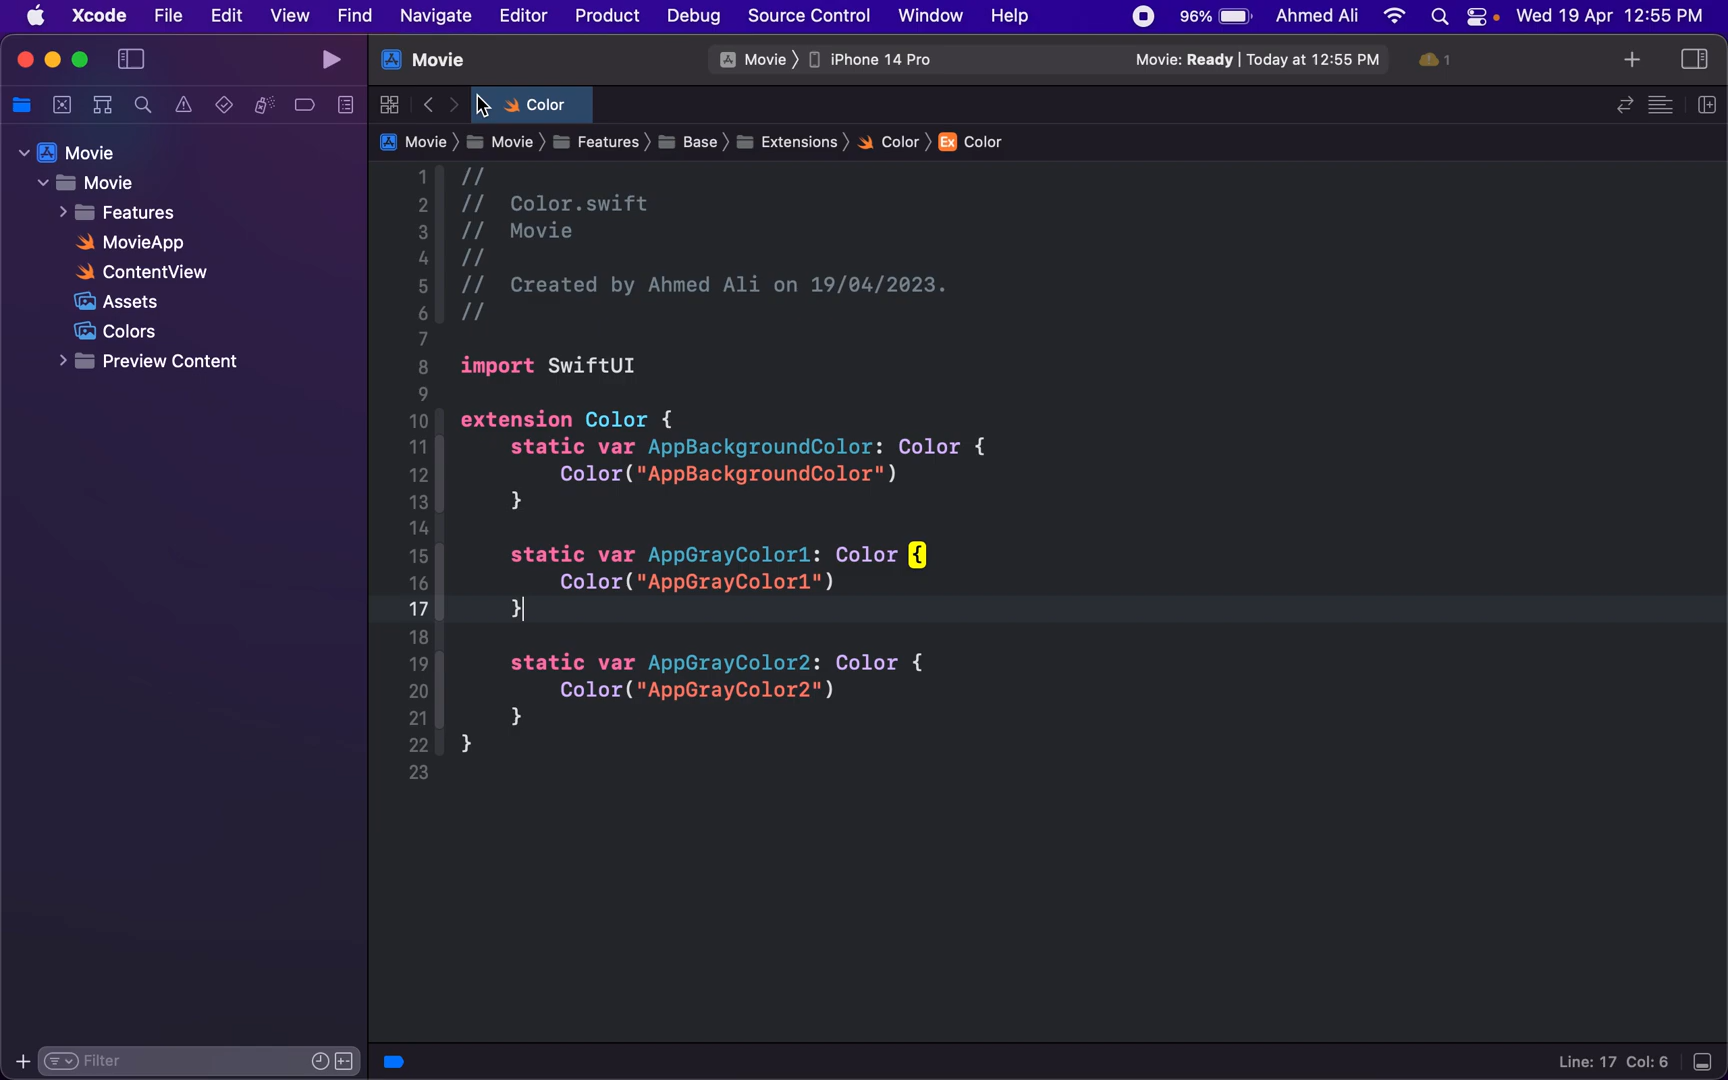 Xcode File Edit View Find Navigate Editor Product Debug Source Control Window Help 96% Ahmed Ali Wed 19 Apr 12:55 PM
Movie Movie 〉 iPhone 14 Pro Movie: Ready | Today at 12:55 PM 1
Color
Movie 〉 Movie 〉 Features 〉 Base 〉 Extensions 〉 Color 〉 Ex Color
Movie
Movie
Features
MovieApp
ContentView
Assets
Colors
Preview Content
1 //
2 // Color.swift
3 // Movie
4 //
5 // Created by Ahmed Ali on 19/04/2023.
6 //
7
8 import SwiftUI
9
10 extension Color {
11 static var AppBackgroundColor: Color {
12 Color("AppBackgroundColor")
13 }
14
15 static var AppGrayColor1: Color {
16 Color("AppGrayColor1")
17 }
18
19 static var AppGrayColor2: Color {
20 Color("AppGrayColor2")
21 }
22 }
23
Filter
Line: 17 Col: 6